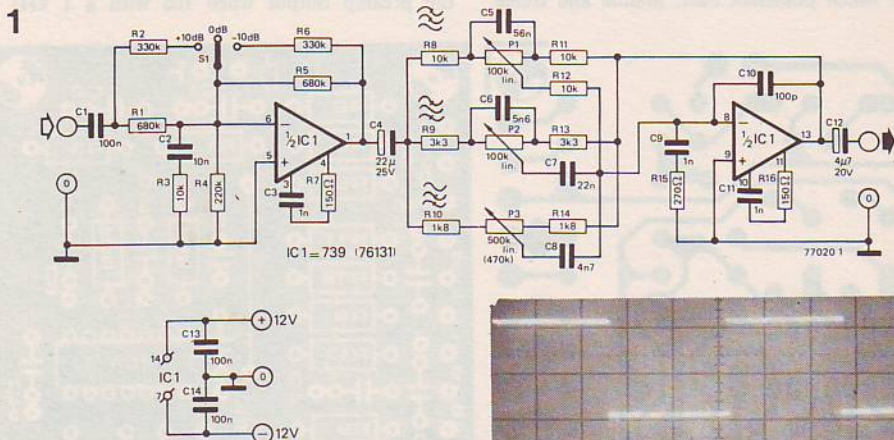 1
R2
330k
+10dB
0dB
-10dB
S1
R6
330k
R5
680k
C1
100n
R1
680k
C2
10n
R3
10k
R4
220k
6
5
½ IC1
1
3
4
C3
1n
R7
150Ω
C4
22µ
25V
IC1 = 739 (76131)
0
C5
56n
R8
10k
P1
100k
lin.
R11
10k
R12
10k
C6
5n6
R9
3k3
P2
100k
lin.
R13
3k3
C7
22n
R10
1k8
P3
500k
lin.
(470k)
R14
1k8
C8
4n7
C9
1n
R15
270Ω
C10
100p
8
9
½ IC1
13
10
11
C11
1n
R16
150Ω
C12
4µ7
20V
0
77020 1
14
IC1
7
C13
100n
C14
100n
+ 12V
0
− 12V